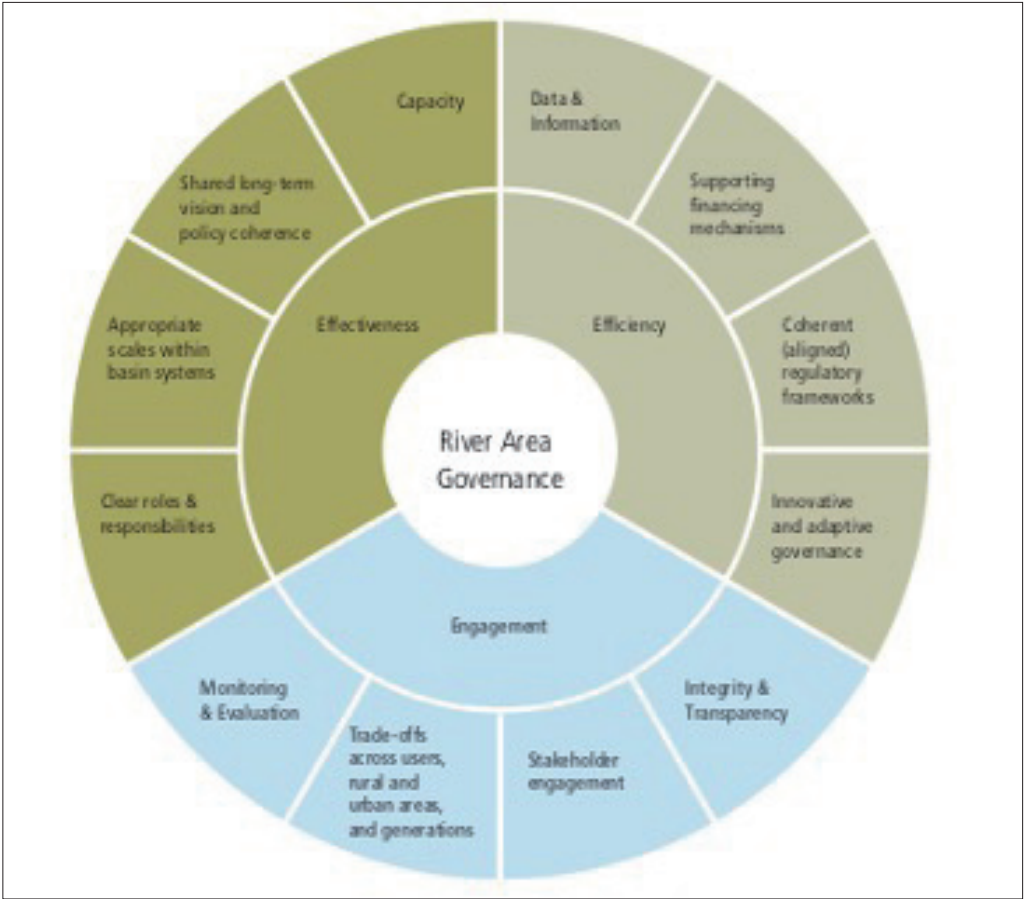 Capacity
Data &
Information
Shared long-term
vision and
policy coherence
Supporting
financing
mechanisms
Appropriate
scales within
basin systems
Effectiveness
Efficiency
Coherent
(aligned)
regulatory
frameworks
River Area
Governance
Clear roles &
responsibilities
Innovative
and adaptive
governance
Engagement
Monitoring
& Evaluation
Trade-offs
across users,
rural and
urban areas,
and generations
Stakeholder
engagement
Integrity &
Transparency